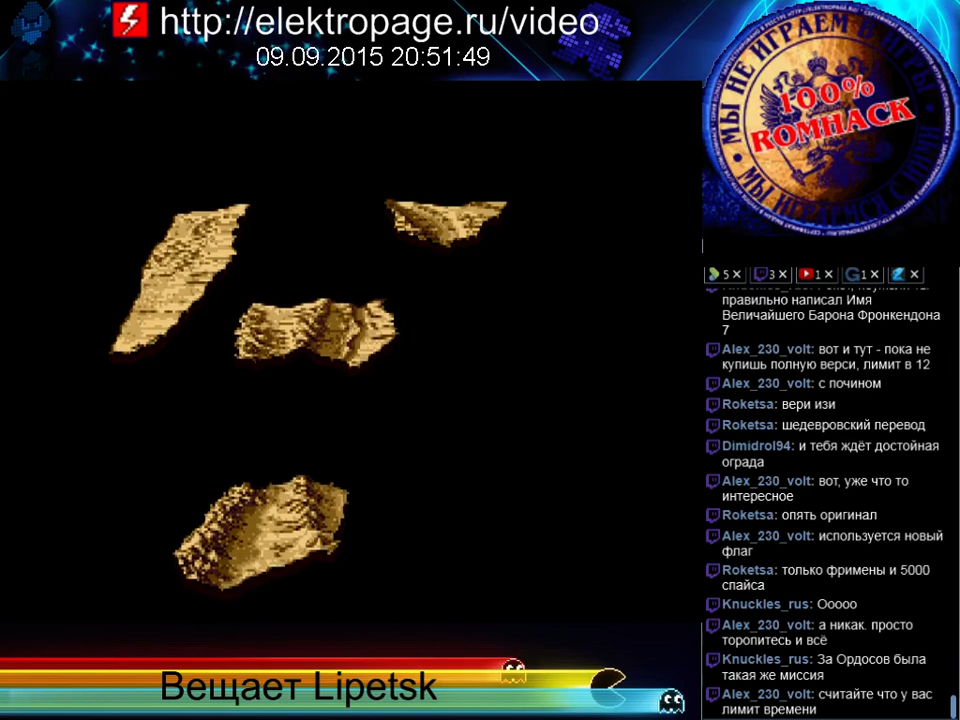 http://elektropage.ru/video
09.09.2015 20:51:49
МЫ НЕ ИГРАЕМ В ИГРЫ
100%
ROMHACK
МЫ ИГРАЕМСЯ С НИМИ
5
3
1
1
правильно написал Имя
Величайшего Барона Фронкендона
7
Alex_230_volt: вот и тут - пока не
купишь полную верси, лимит в 12
Alex_230_volt: с почином
Roketsa: вери изи
Roketsa: шедевровский перевод
Dimidrol94: и тебя ждёт достойная
ограда
Alex_230_volt: вот, уже что то
интересное
Roketsa: опять оригинал
Alex_230_volt: используется новый
флаг
Roketsa: только фримены и 5000
спайса
Knuckles_rus: Ооооо
Alex_230_volt: а никак. просто
торопитесь и всё
Knuckles_rus: За Ордосов была
такая же миссия
Alex_230_volt: считайте что у вас
лимит времени
Вещает Lipetsk